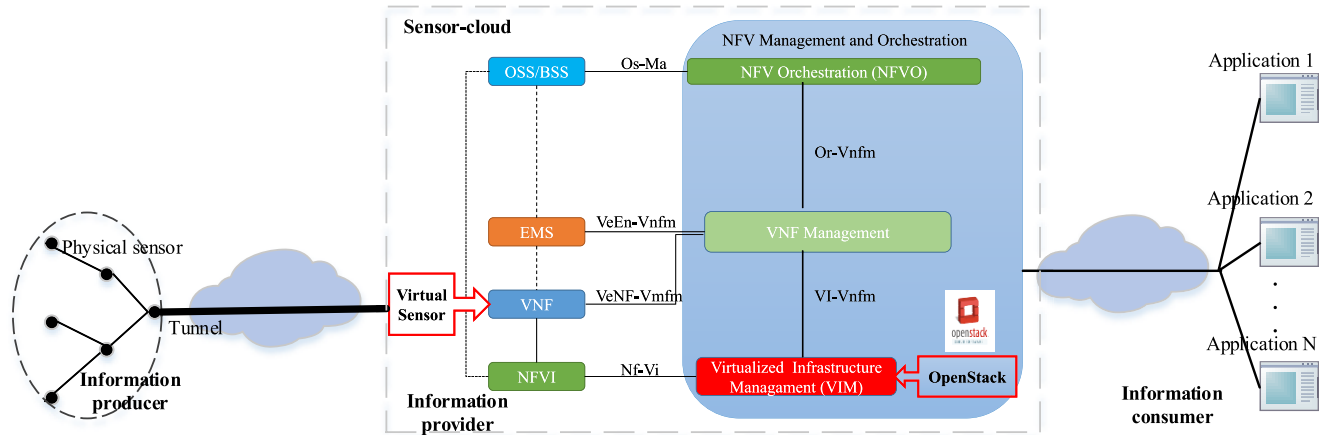 Sensor-cloud
NFV Management and Orchestration
OSS/BSS
Os-Ma
NFV Orchestration (NFVO)
Application 1
Or-Vnfm
Application 2
EMS
VeEn-Vnfm
VNF Management
Physical sensor
Virtual
Sensor
VNF
VeNF-Vmfm
VI-Vnfm
Tunnel
openstack
Application N
NFVI
Nf-Vi
Virtualized Infrastructure
Managament (VIM)
OpenStack
Information
producer
Information
provider
Information
consumer